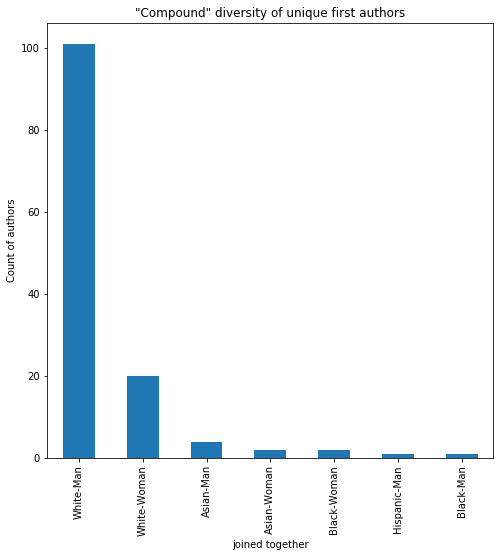 "Compound" diversity of unique first authors
Count of authors
100
80
60
40
20
0
White-Man
White-Woman
Asian-Man
Asian-Woman
Black-Woman
Hispanic-Man
Black-Man
joined together